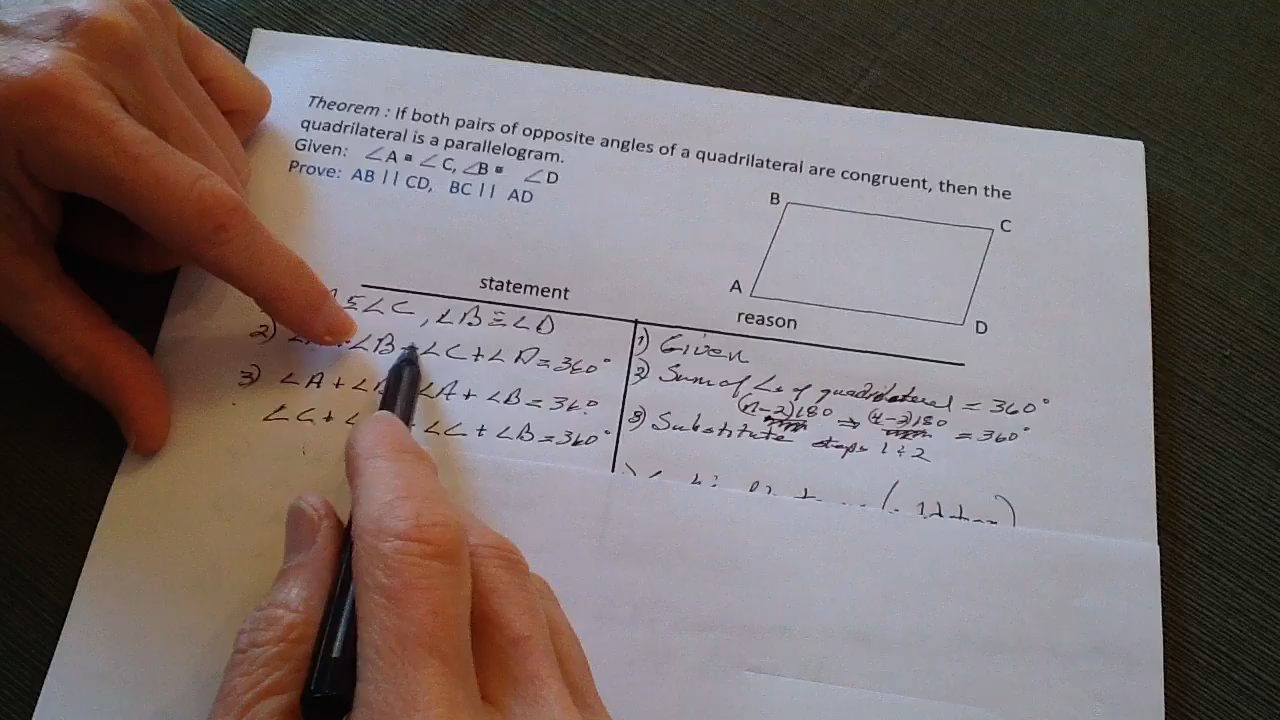 Theorem : If both pairs of opposite angles of a quadrilateral are congruent, then the
quadrilateral is a parallelogram.
Given: ∠A ≅ ∠C, ∠B ≅ ∠D
Prove: AB || CD, BC || AD
B
C
A
D
statement
reason
≅∠C, ∠B ≅ ∠D
2) ∠B + ∠C + ∠D = 360°
3) ∠A + ∠A + ∠B = 360
∠C + ∠C + ∠B = 360°
1) Given
2) Sum of ∠s of quadrilateral = 360°
(n-2)180 ⇒ (4-2)180 = 360°
3) Substitute steps 1 + 2